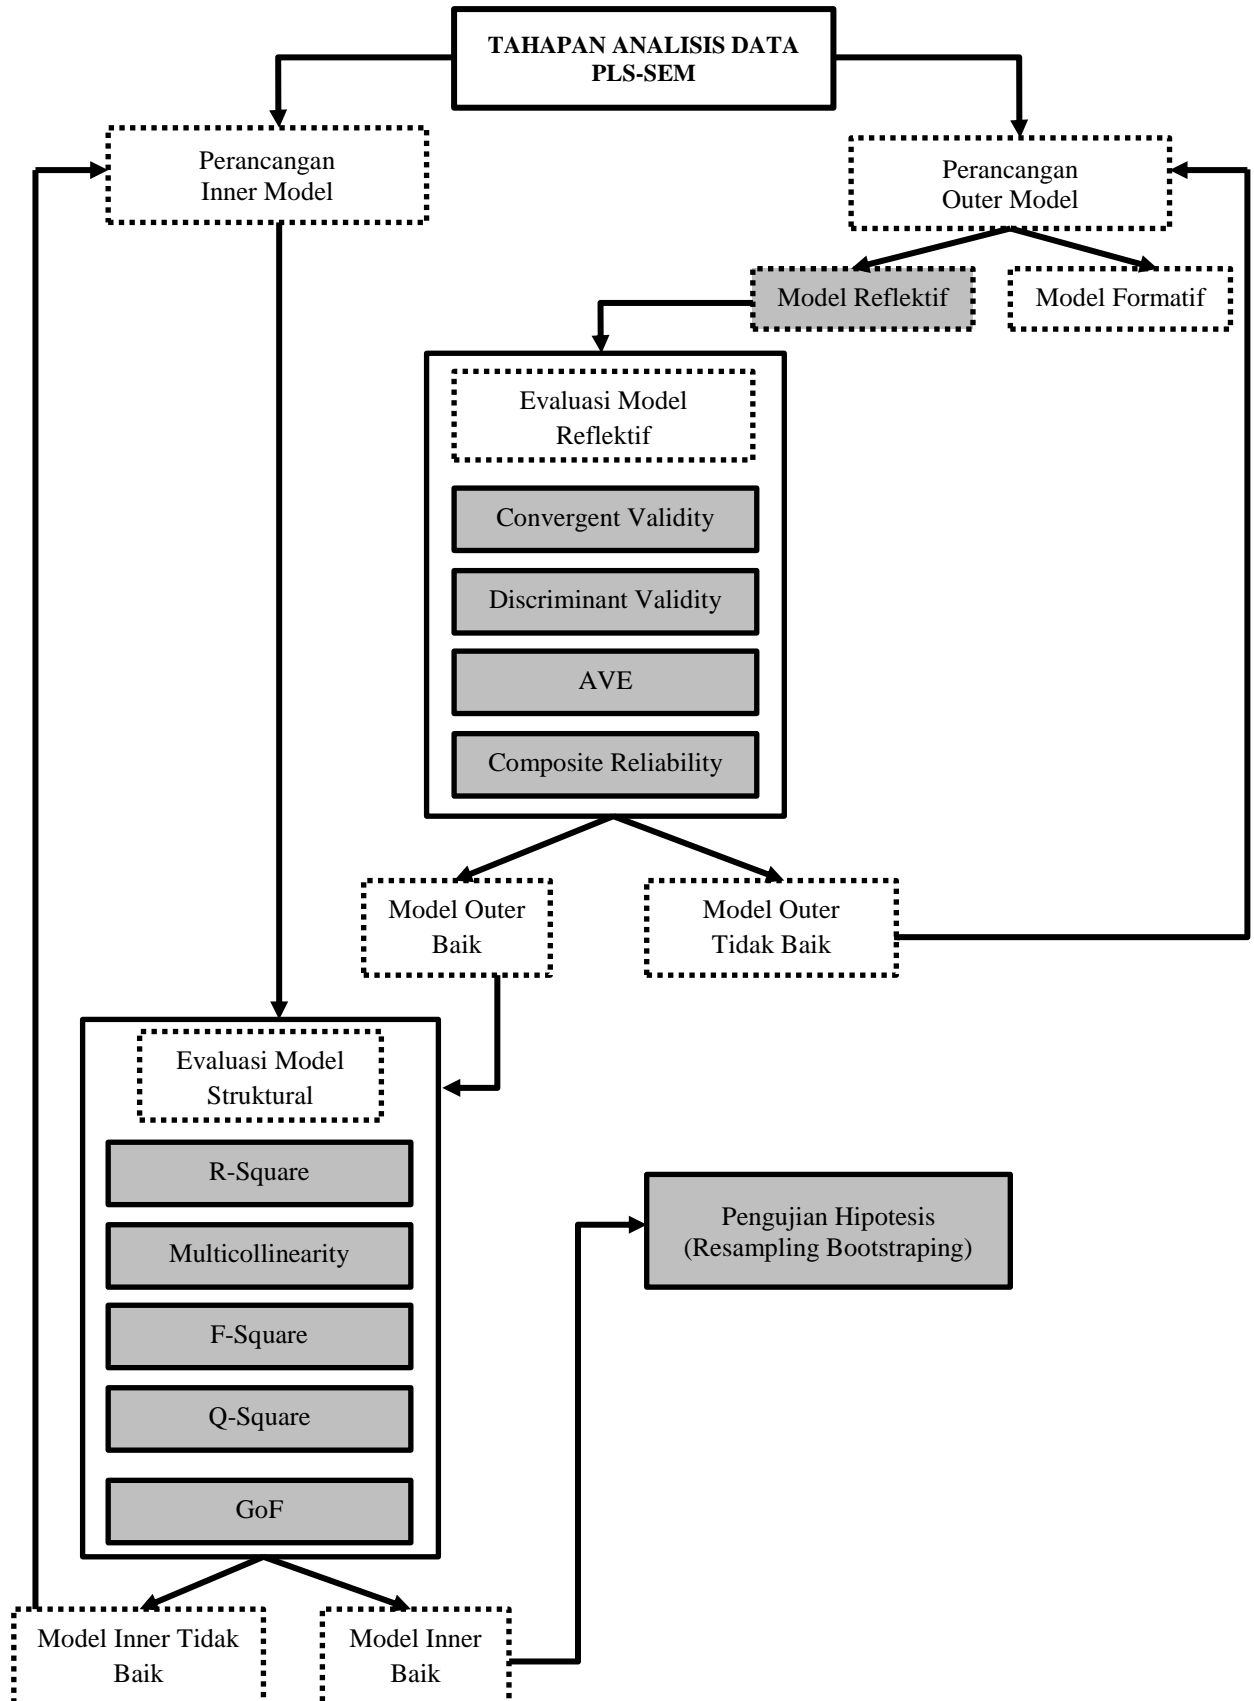 TAHAPAN ANALISIS DATA
PLS-SEM
Perancangan
Inner Model
Perancangan
Outer Model
Model Reflektif
Model Formatif
Evaluasi Model
Reflektif
Convergent Validity
Discriminant Validity
AVE
Composite Reliability
Model Outer
Baik
Model Outer
Tidak Baik
Evaluasi Model
Struktural
R-Square
Multicollinearity
F-Square
Q-Square
GoF
Pengujian Hipotesis
(Resampling Bootstraping)
Model Inner Tidak
Baik
Model Inner
Baik